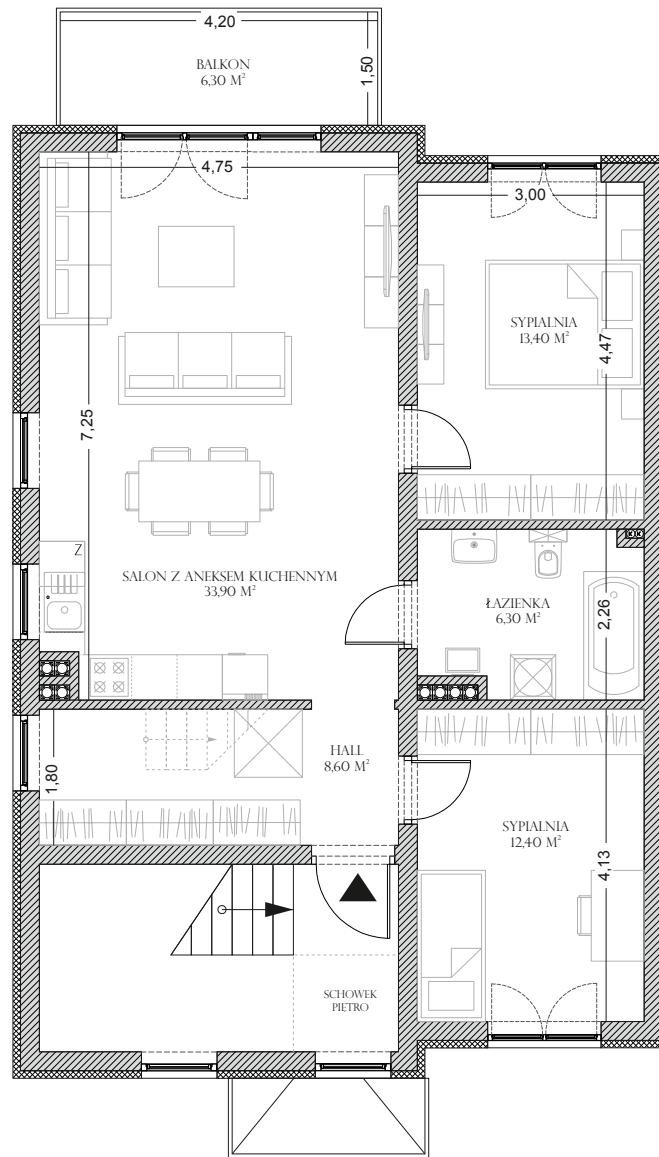 4,20
BALKON
6,30 M²
1,50
4,75
3,00
SYPIALNIA
13,40 M²
4,47
7,25
Z
SALON Z ANEKSEM KUCHENNYM
33,90 M²
ŁAZIENKA
6,30 M²
2,26
HALL
8,60 M²
1,80
SYPIALNIA
12,40 M²
4,13
SCHOWEK
PIĘTRO